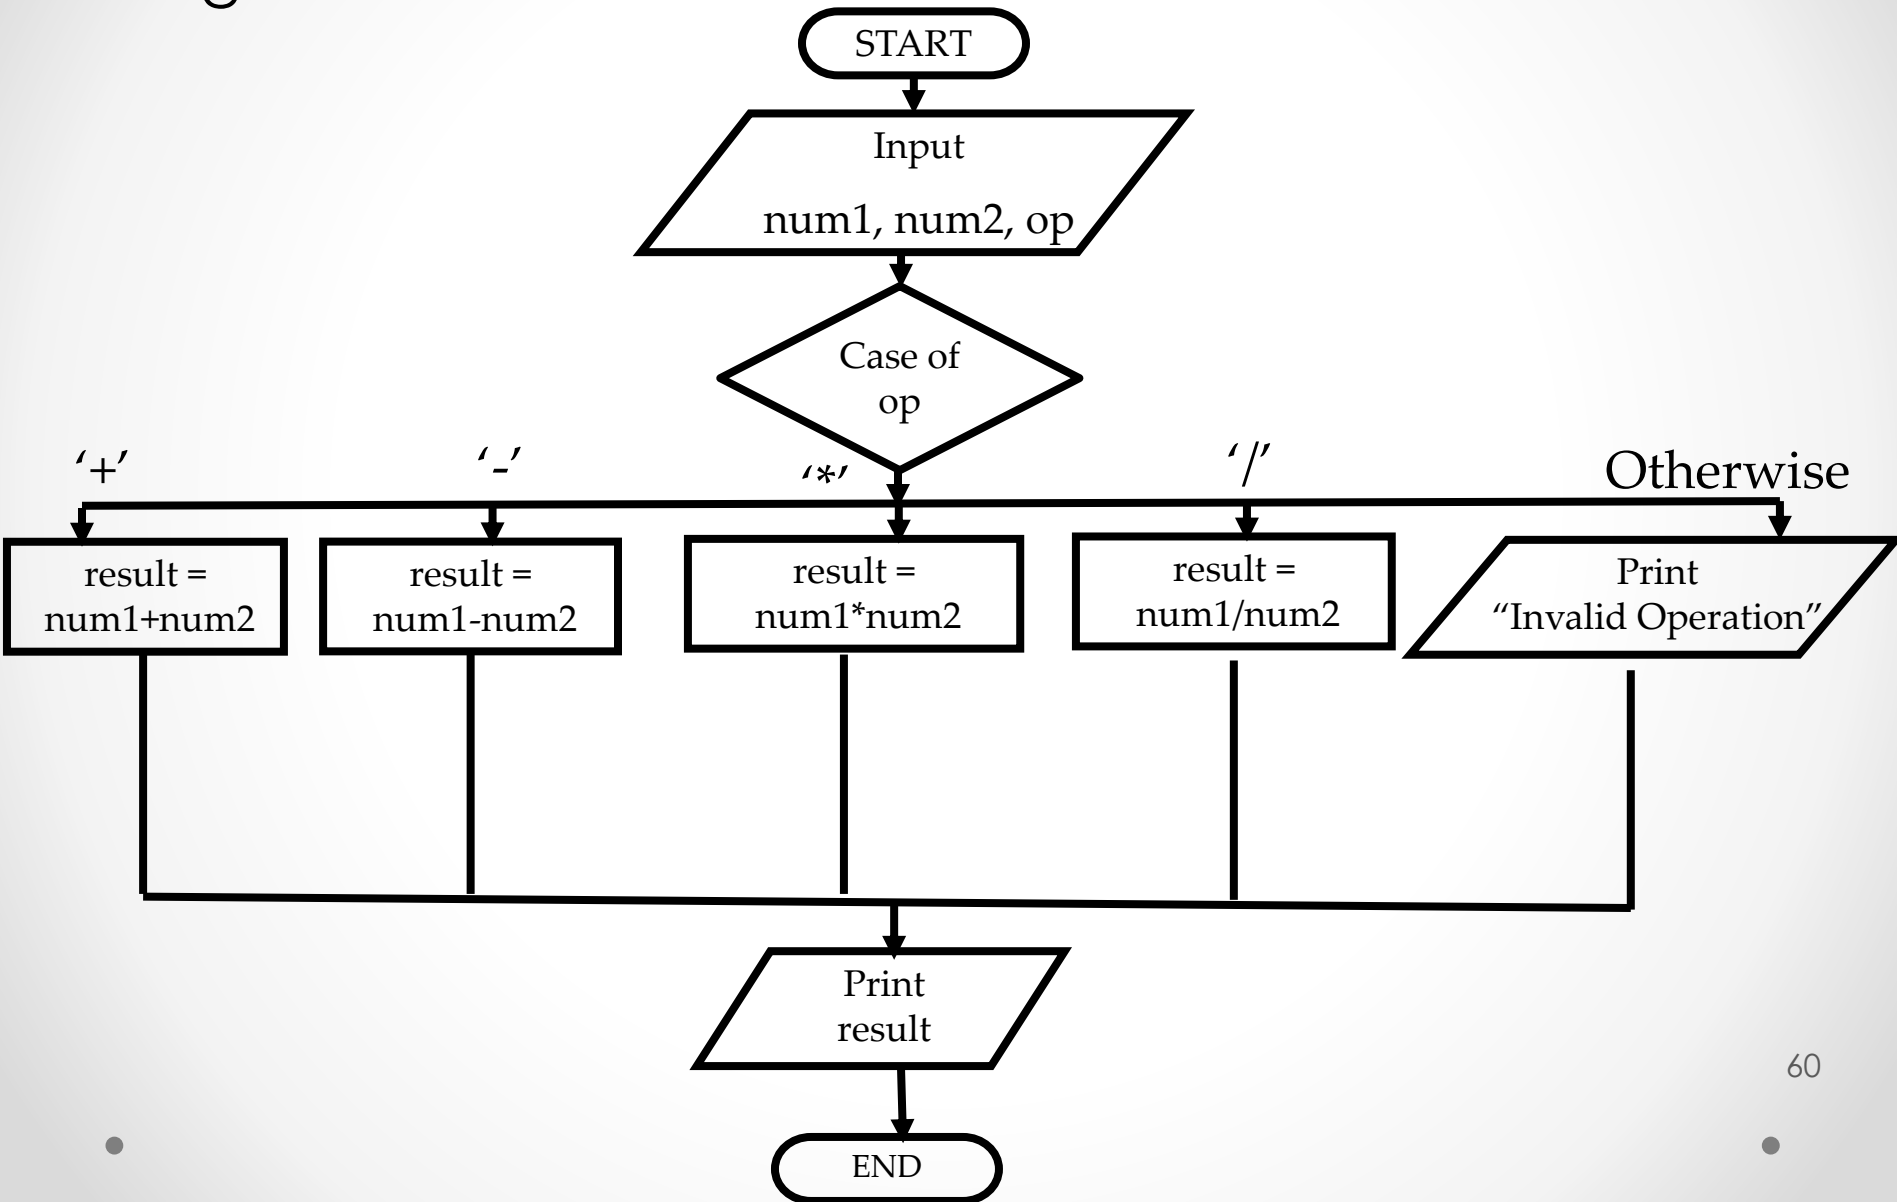 START
Input
num1, num2, op
Case of
op
‘+’
‘-’
‘*’
‘/’
Otherwise
result =
num1+num2
result =
num1-num2
result =
num1*num2
result =
num1/num2
Print
“Invalid Operation”
Print
result
60
END